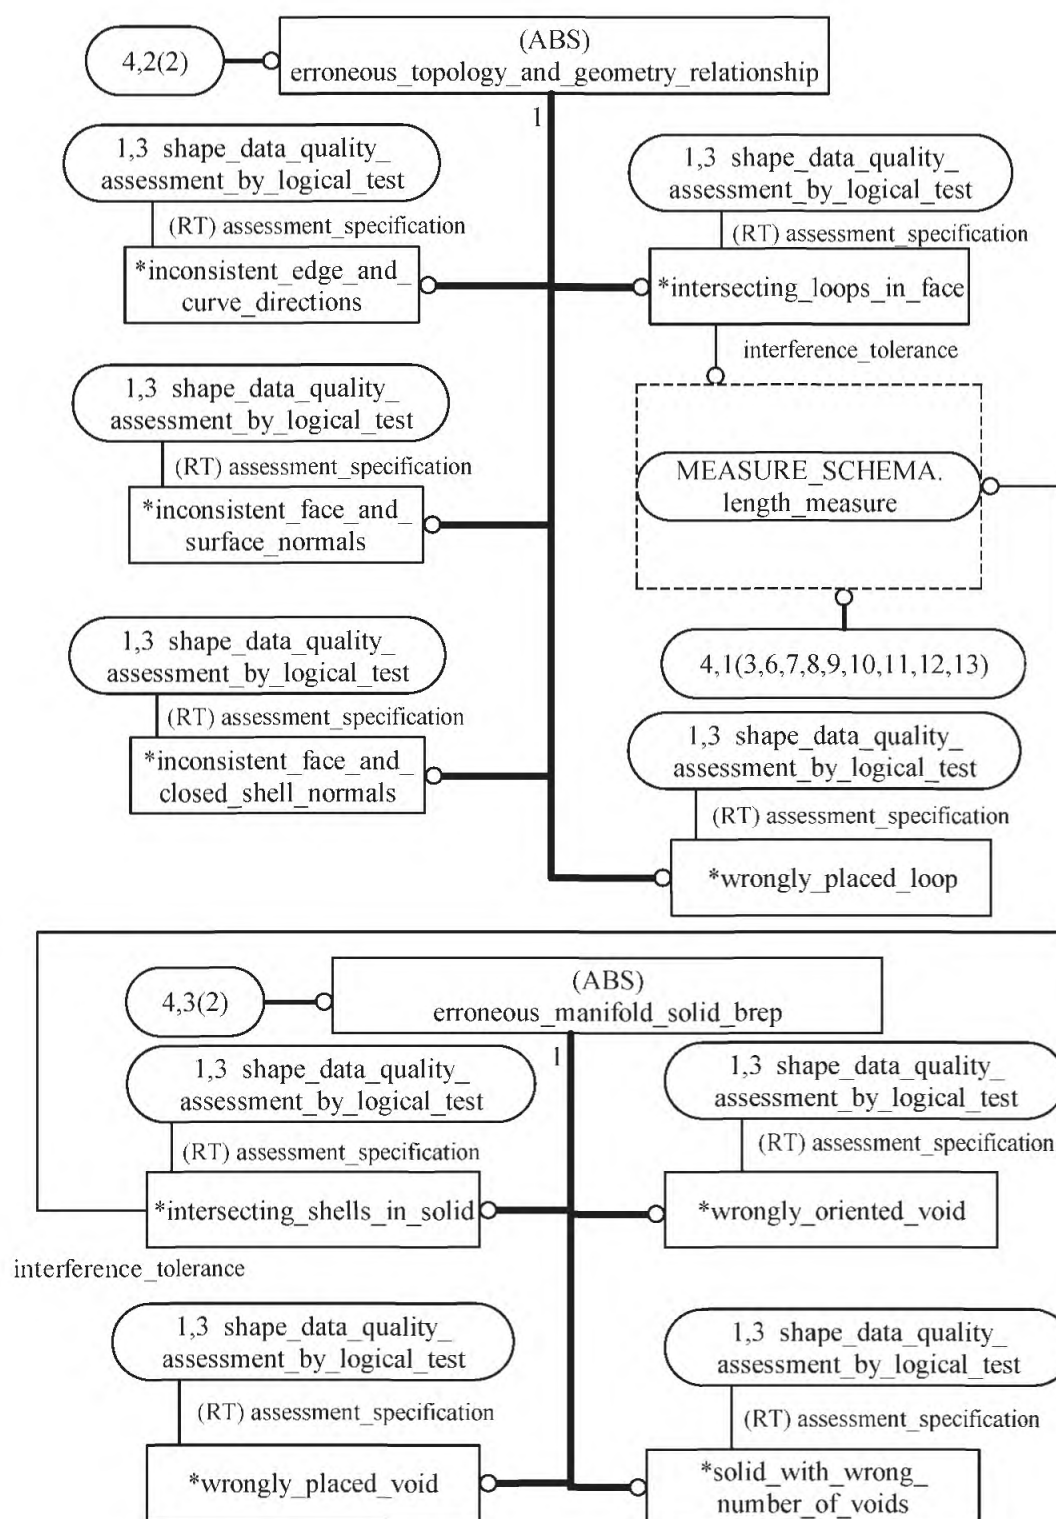 4,2(2)
(ABS)
erroneous_topology_and_geometry_relationship
1
1,3 shape_data_quality_
assessment_by_logical_test
(RT) assessment_specification
*inconsistent_edge_and_
curve_directions
1,3 shape_data_quality_
assessment_by_logical_test
(RT) assessment_specification
*intersecting_loops_in_face
interference_tolerance
1,3 shape_data_quality_
assessment_by_logical_test
(RT) assessment_specification
*inconsistent_face_and_
surface_normals
MEASURE_SCHEMA.
length_measure
4,1(3,6,7,8,9,10,11,12,13)
1,3 shape_data_quality_
assessment_by_logical_test
(RT) assessment_specification
*inconsistent_face_and_
closed_shell_normals
1,3 shape_data_quality_
assessment_by_logical_test
(RT) assessment_specification
*wrongly_placed_loop
4,3(2)
(ABS)
erroneous_manifold_solid_brep
1
1,3 shape_data_quality_
assessment_by_logical_test
(RT) assessment_specification
*intersecting_shells_in_solid
interference_tolerance
1,3 shape_data_quality_
assessment_by_logical_test
(RT) assessment_specification
*wrongly_oriented_void
1,3 shape_data_quality_
assessment_by_logical_test
(RT) assessment_specification
*wrongly_placed_void
1,3 shape_data_quality_
assessment_by_logical_test
(RT) assessment_specification
*solid_with_wrong_
number_of_voids